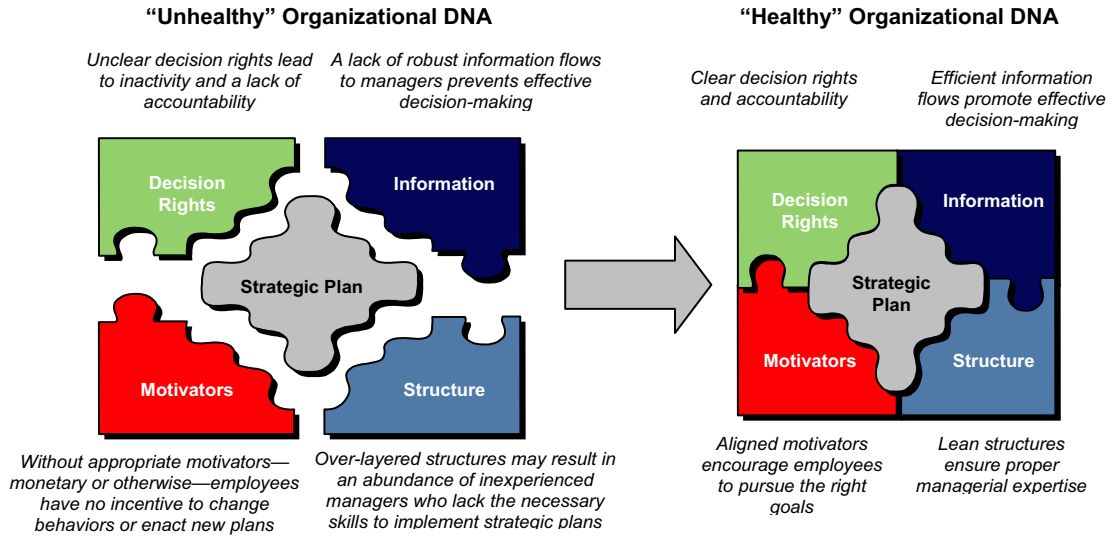 “Unhealthy” Organizational DNA
Unclear decision rights lead
to inactivity and a lack of
accountability
A lack of robust information flows
to managers prevents effective
decision-making
Decision
Rights
Information
Strategic Plan
Motivators
Structure
Without appropriate motivators—
monetary or otherwise—employees
have no incentive to change
behaviors or enact new plans
Over-layered structures may result in
an abundance of inexperienced
managers who lack the necessary
skills to implement strategic plans
“Healthy” Organizational DNA
Clear decision rights
and accountability
Efficient information
flows promote effective
decision-making
Decision
Rights
Information
Strategic
Plan
Motivators
Structure
Aligned motivators
encourage employees
to pursue the right
goals
Lean structures
ensure proper
managerial expertise